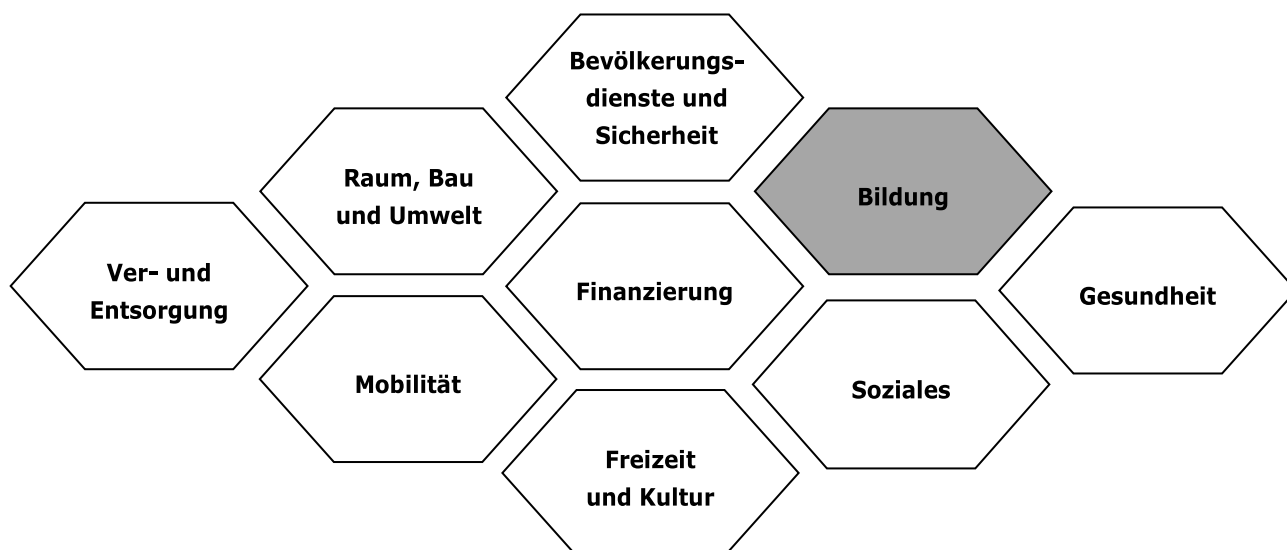 Bevölkerungs-
dienste und
Sicherheit
Raum, Bau
und Umwelt
Bildung
Ver- und
Entsorgung
Finanzierung
Gesundheit
Mobilität
Soziales
Freizeit
und Kultur